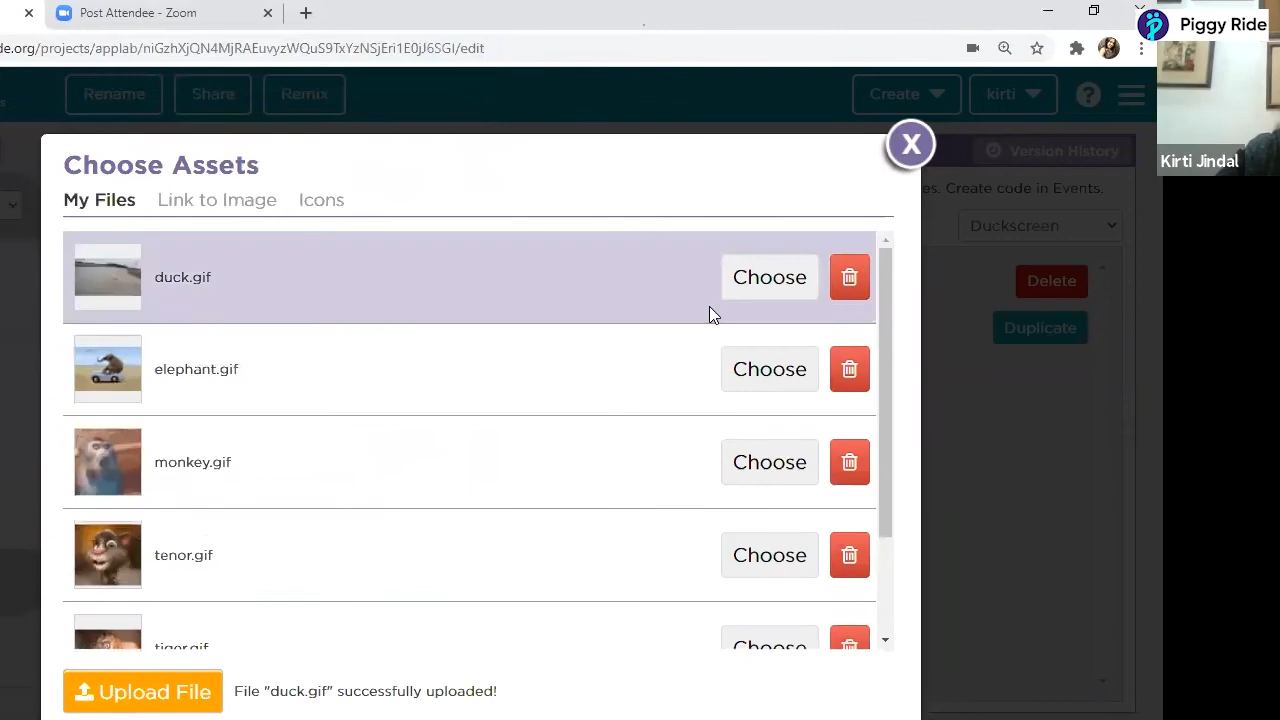 Post Attendee - Zoom
Piggy Ride
de.org/projects/applab/niGzhXjQN4MjRAEuvyzWQuS9TxYzNSjEri1E0jJ6SGI/edit
Rename
Share
Remix
Create
kirti
?
Kirti Jindal
Choose Assets
X
Version History
My Files
Link to Image
Icons
es. Create code in Events.
Duckscreen
duck.gif
Choose
Delete
Duplicate
elephant.gif
Choose
monkey.gif
Choose
tenor.gif
Choose
tiger.gif
Choose
Upload File
File "duck.gif" successfully uploaded!